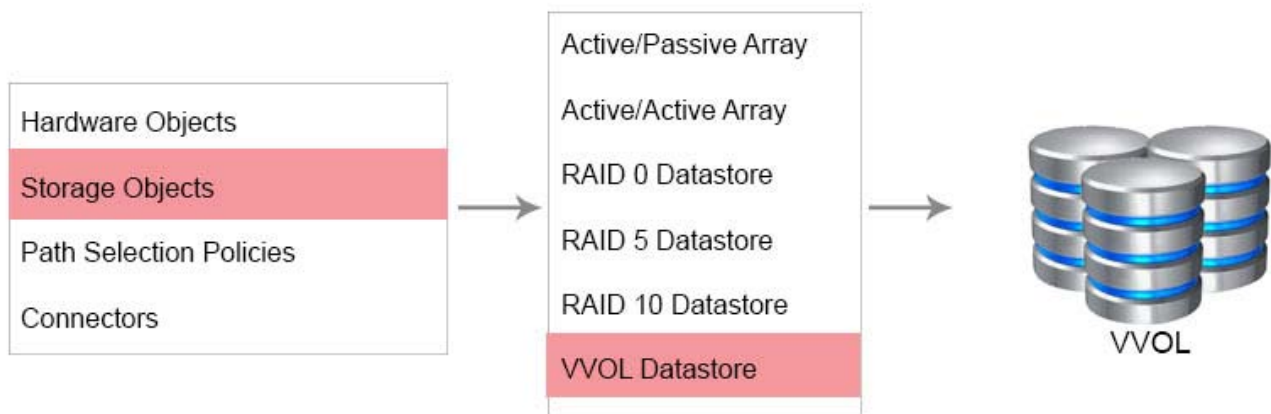 Hardware Objects
Storage Objects
Path Selection Policies
Connectors
Active/Passive Array
Active/Active Array
RAID 0 Datastore
RAID 5 Datastore
RAID 10 Datastore
VVOL Datastore
VVOL